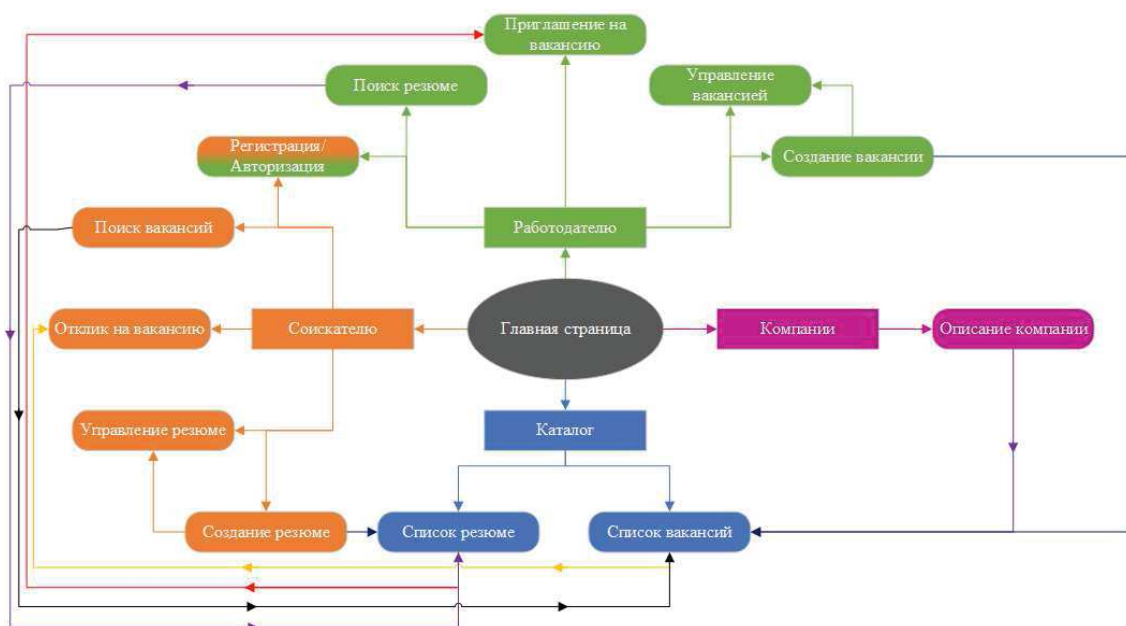 Приглашение на
вакансию
Поиск резюме
Управление
вакансией
Регистрация/
Авторизация
Создание вакансии
Поиск вакансий
Работодателю
Отклик на вакансию
Соискателю
Главная страница
Компании
Описание компании
Управление резюме
Каталог
Создание резюме
Список резюме
Список вакансий